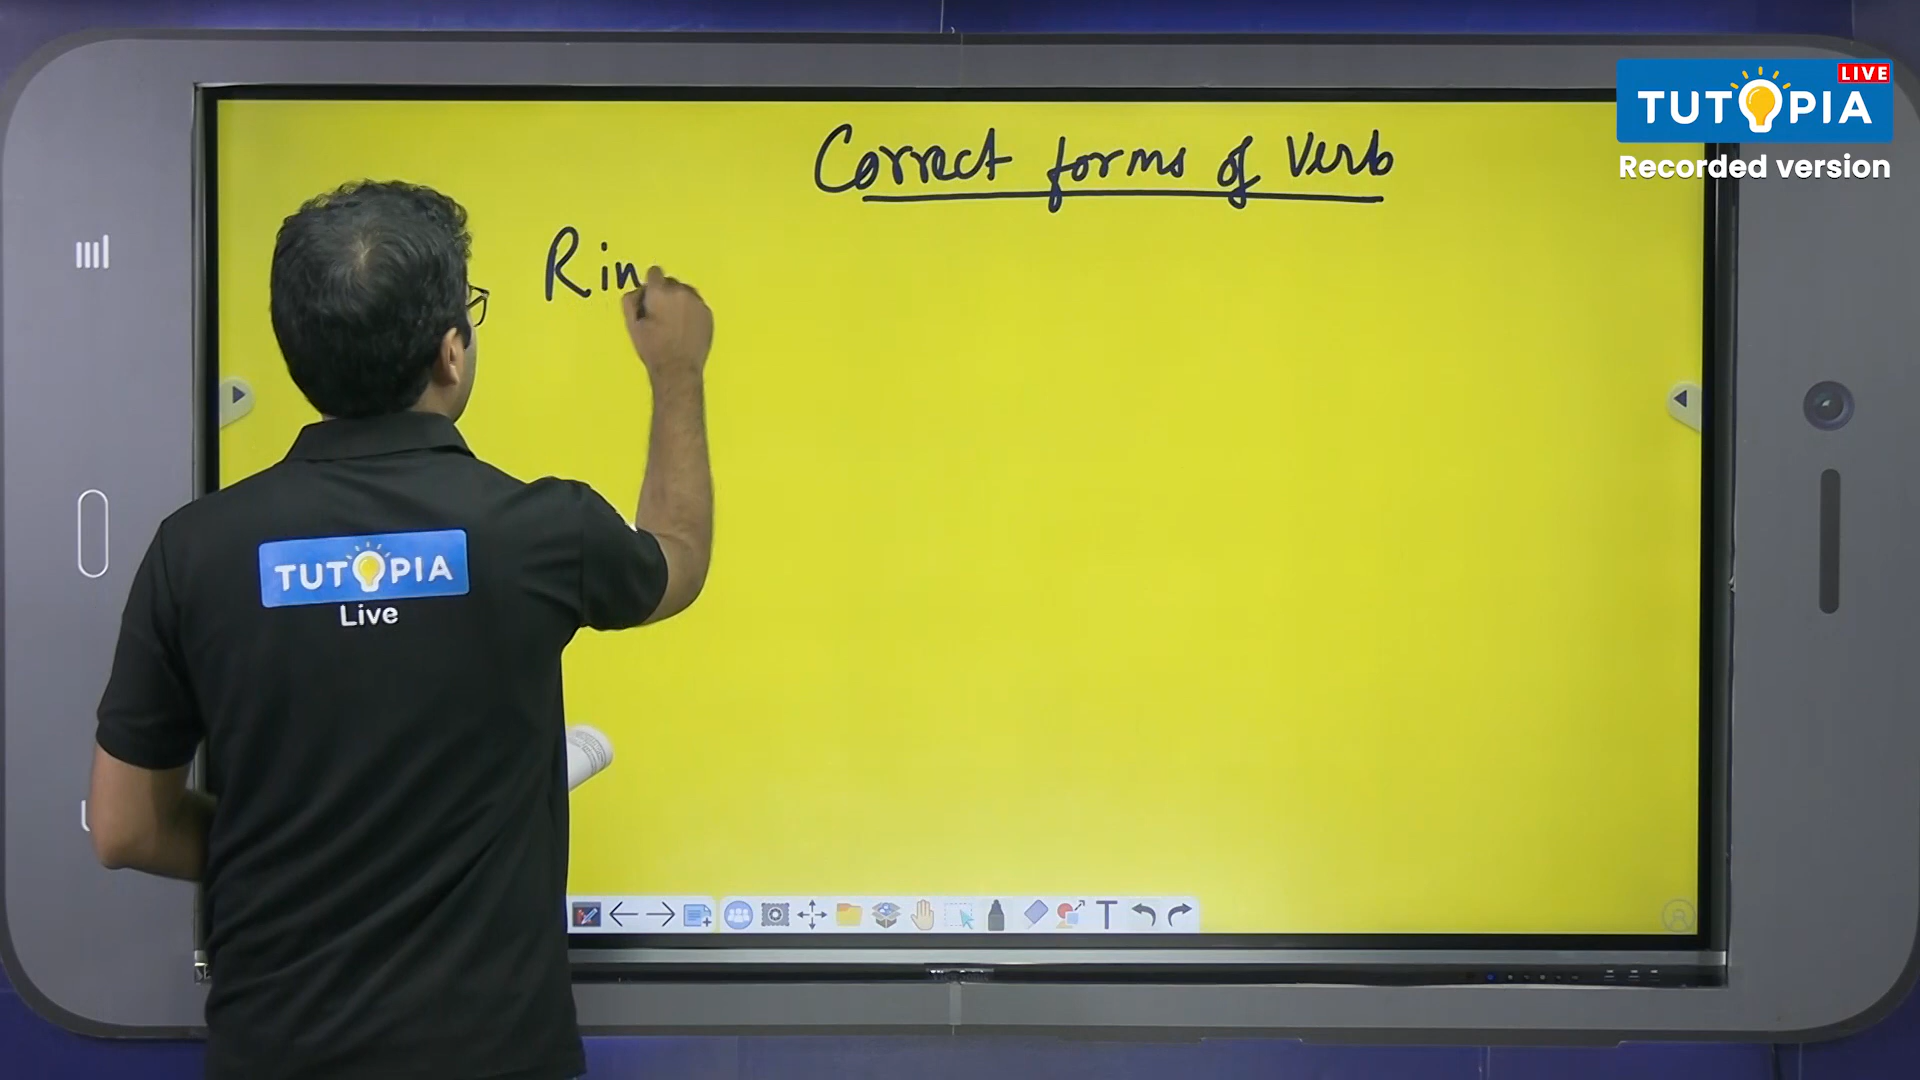 LIVE
TUTOPIA
Recorded version
Correct forms of Verb
Rin
TUTOPIA
Live